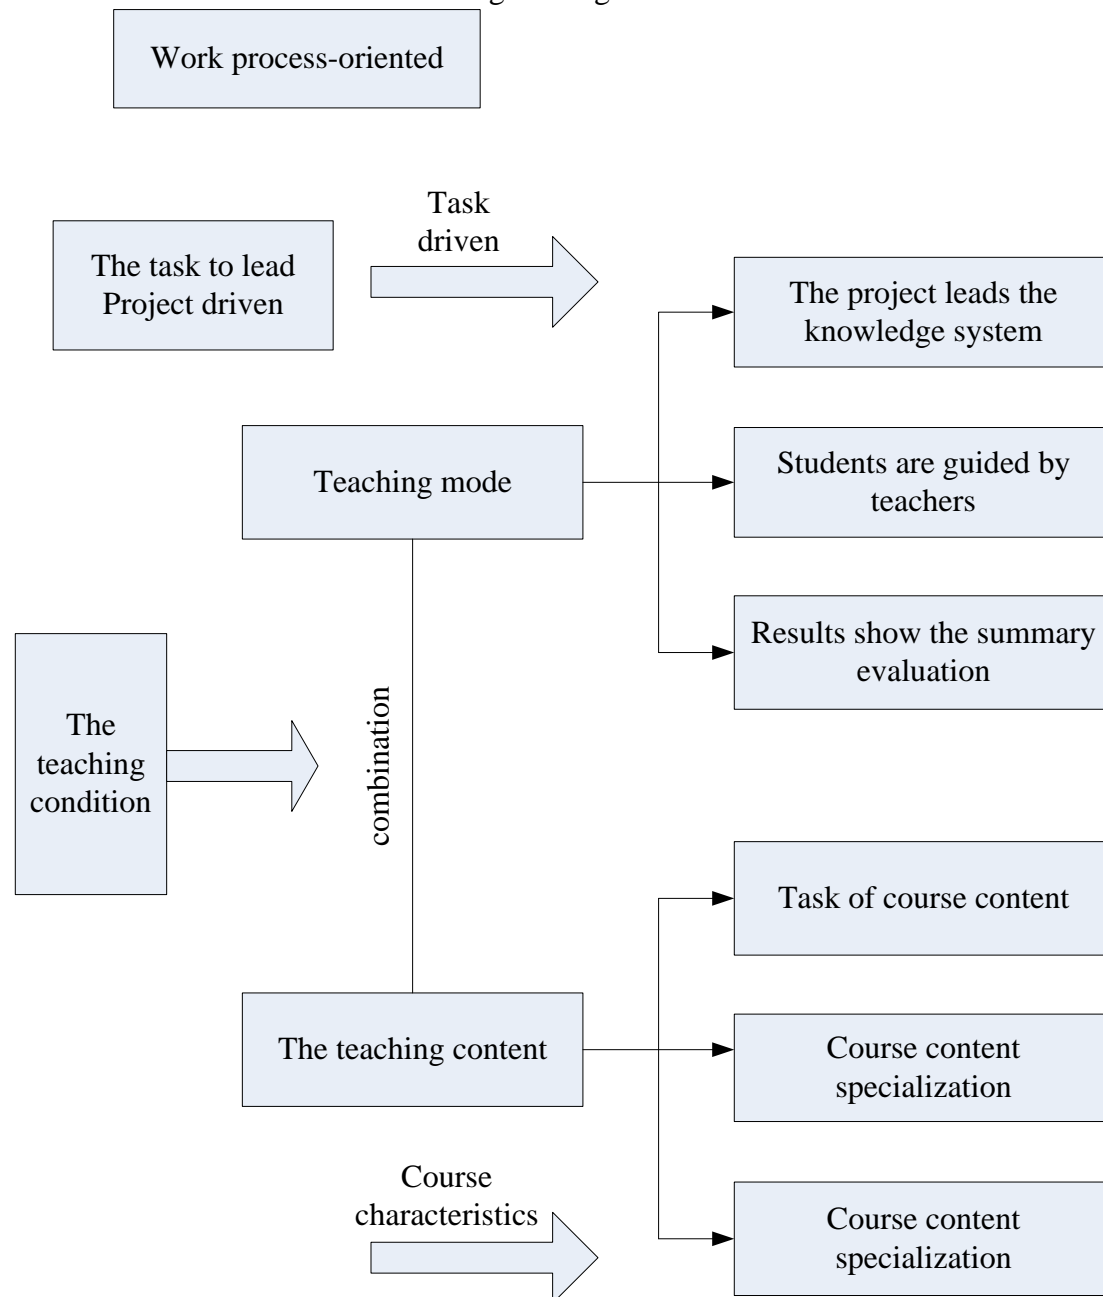 Work process-oriented
Task
driven
The task to lead
Project driven
The project leads the
knowledge system
Teaching mode
Students are guided by
teachers
Results show the summary
evaluation
The
teaching
condition
combination
Task of course content
The teaching content
Course content
specialization
Course
characteristics
Course content
specialization